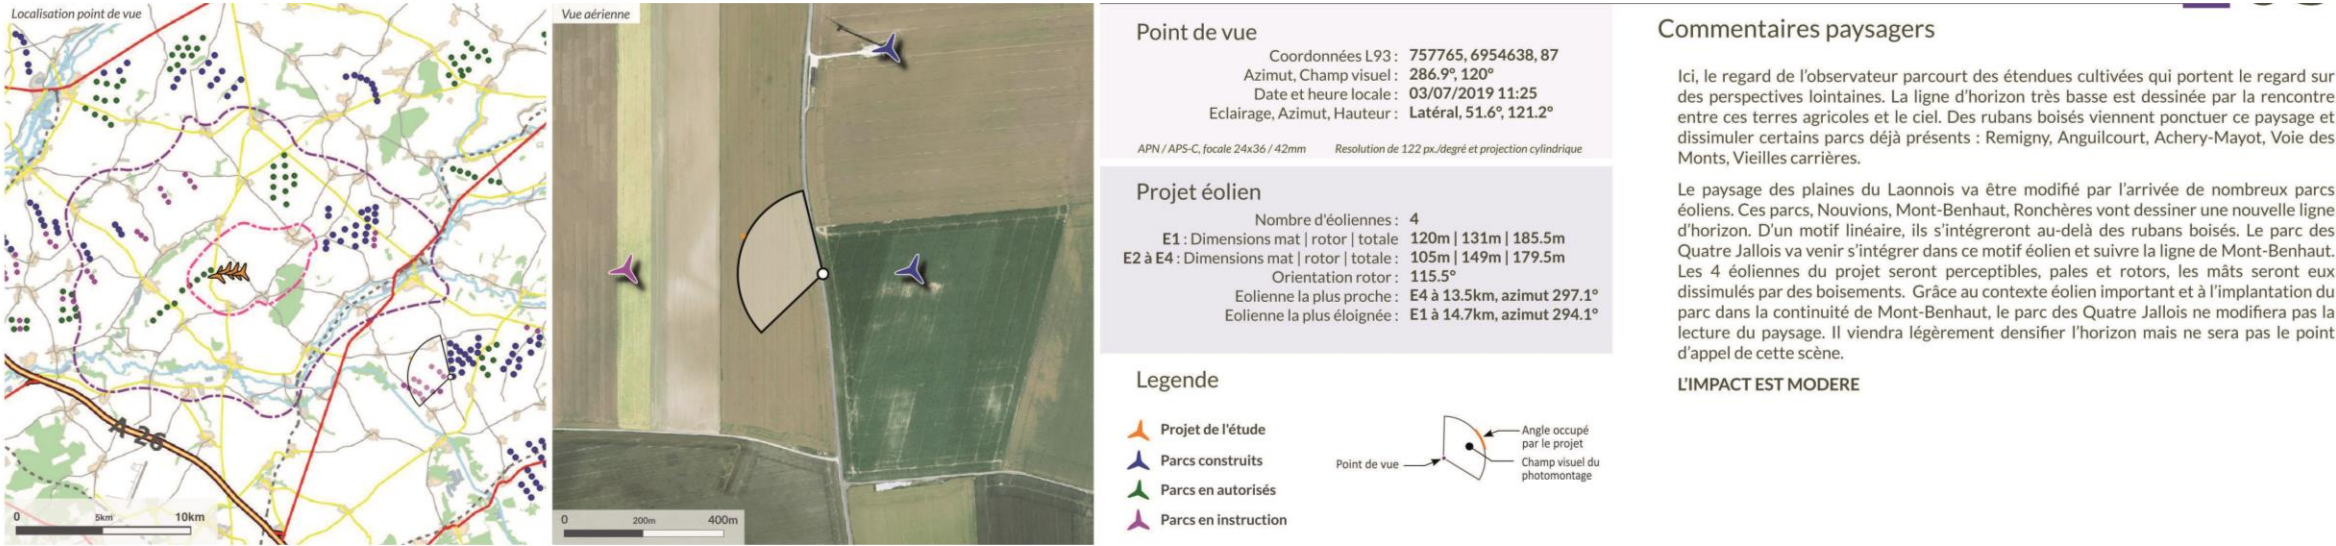 Localisation point de vue
A 26
0 5km 10km
Vue aérienne
0 200m 400m
Point de vue
Coordonnées L93 : 757765, 6954638, 87
Azimut, Champ visuel : 286.9°, 120°
Date et heure locale : 03/07/2019 11:25
Eclairage, Azimut, Hauteur : Latéral, 51.6°, 121.2°
APN / APS-C, focale 24x36 / 42mm Resolution de 122 px./degré et projection cylindrique
Projet éolien
Nombre d'éoliennes : 4
E1 : Dimensions mat | rotor | totale 120m | 131m | 185.5m
E2 à E4 : Dimensions mat | rotor | totale : 105m | 149m | 179.5m
Orientation rotor : 115.5°
Eolienne la plus proche : E4 à 13.5km, azimut 297.1°
Eolienne la plus éloignée : E1 à 14.7km, azimut 294.1°
Legende
Projet de l'étude
Parcs construits
Parcs en autorisés
Parcs en instruction
Point de vue
Angle occupé
par le projet
Champ visuel du
photomontage
Commentaires paysagers
Ici, le regard de l'observateur parcourt des étendues cultivées qui portent le regard sur
des perspectives lointaines. La ligne d'horizon très basse est dessinée par la rencontre
entre ces terres agricoles et le ciel. Des rubans boisés viennent ponctuer ce paysage et
dissimuler certains parcs déjà présents : Remigny, Anguilcourt, Achery-Mayot, Voie des
Monts, Vieilles carrières.
Le paysage des plaines du Laonnois va être modifié par l'arrivée de nombreux parcs
éoliens. Ces parcs, Nouvions, Mont-Benhaut, Ronchères vont dessiner une nouvelle ligne
d'horizon. D'un motif linéaire, ils s'intégreront au-delà des rubans boisés. Le parc des
Quatre Jallois va venir s'intégrer dans ce motif éolien et suivre la ligne de Mont-Benhaut.
Les 4 éoliennes du projet seront perceptibles, pales et rotors, les mâts seront eux
dissimulés par des boisements. Grâce au contexte éolien important et à l'implantation du
parc dans la continuité de Mont-Benhaut, le parc des Quatre Jallois ne modifiera pas la
lecture du paysage. Il viendra légèrement densifier l'horizon mais ne sera pas le point
d'appel de cette scène.
L'IMPACT EST MODERE